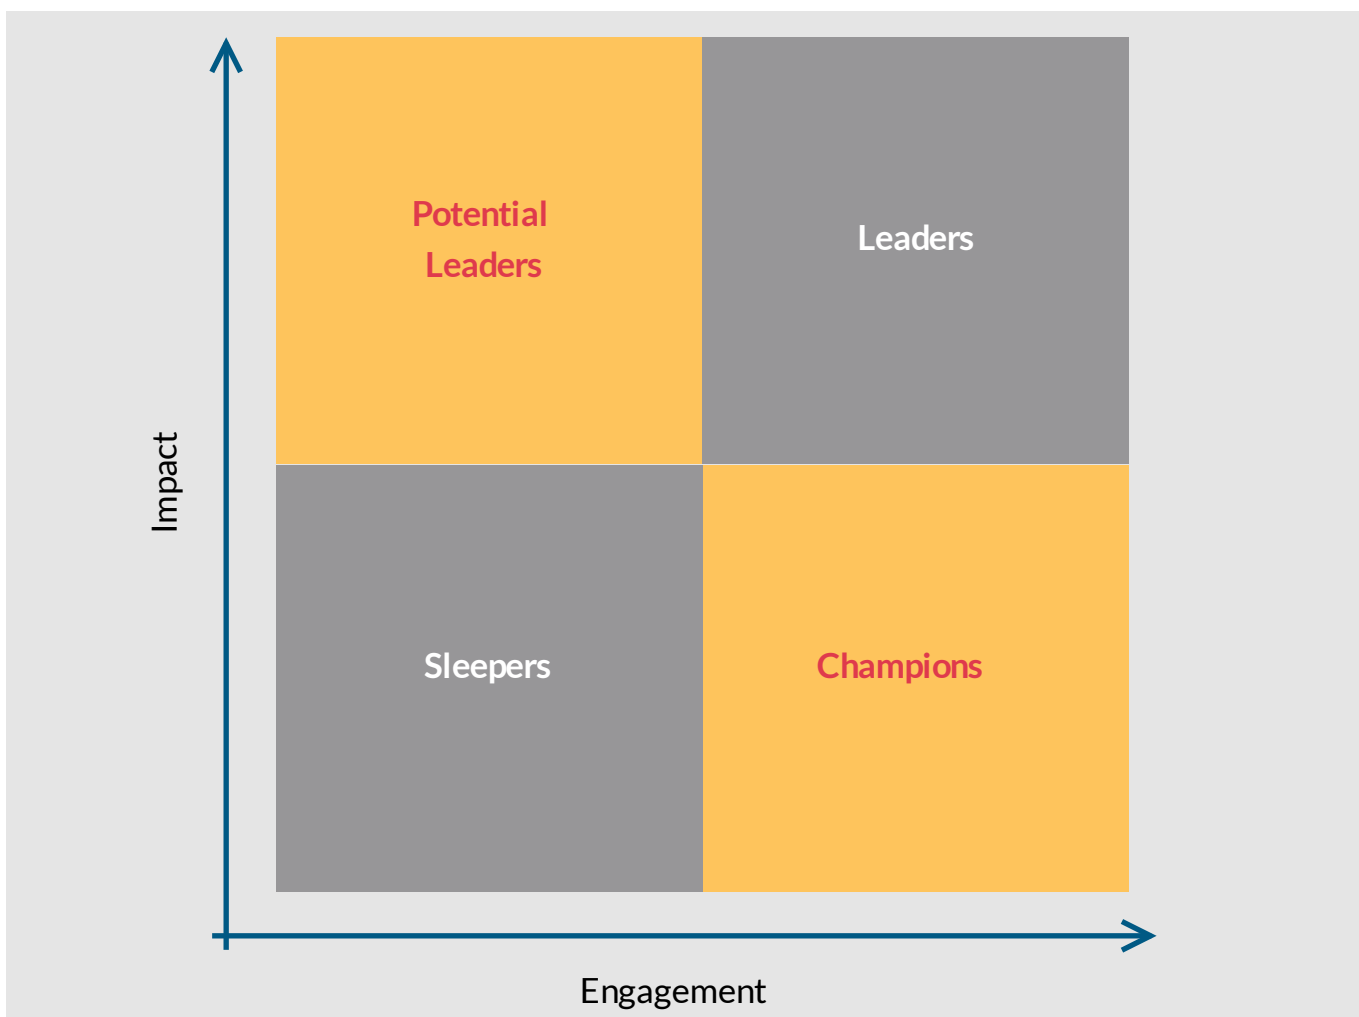 Potential
Leaders
Leaders
Impact
Sleepers
Champions
Engagement